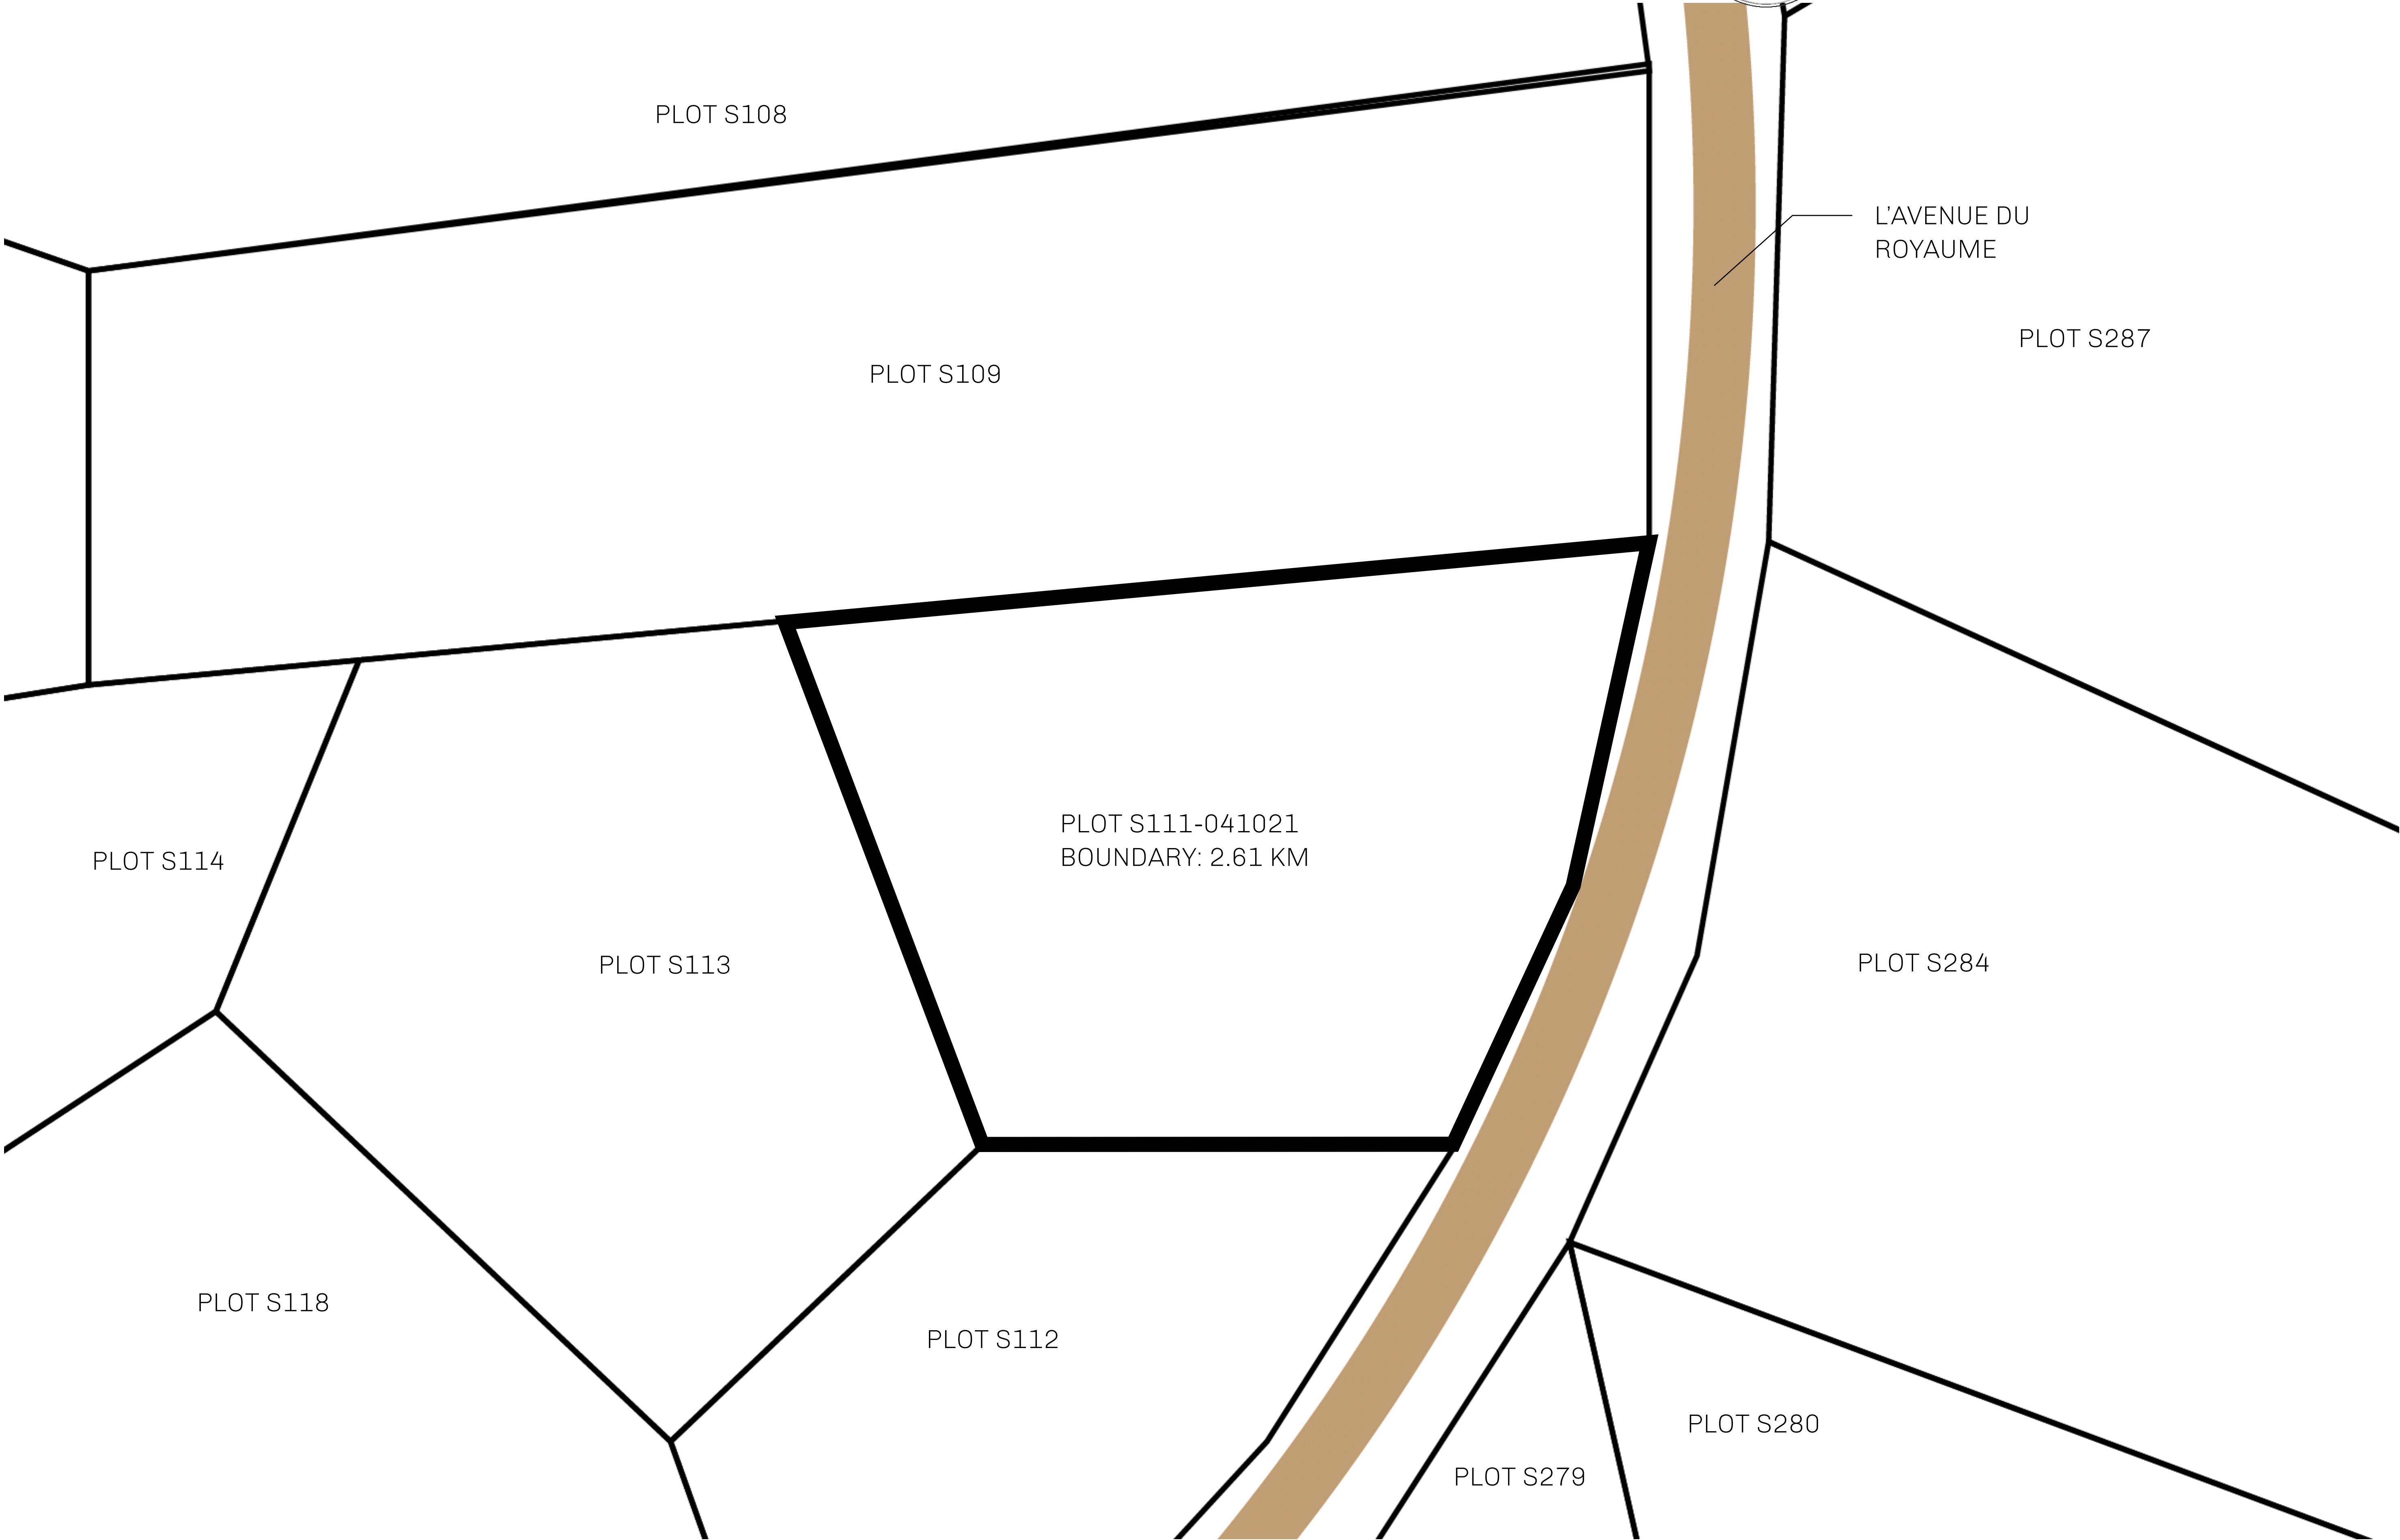 PLOT S108
L'AVENUE DU
ROYAUME
PLOT S287
PLOT S109
PLOT S111-041021
BOUNDARY: 2.61 KM
PLOT S114
PLOT S113
PLOT S284
PLOT S118
PLOT S112
PLOT S280
PLOT S279